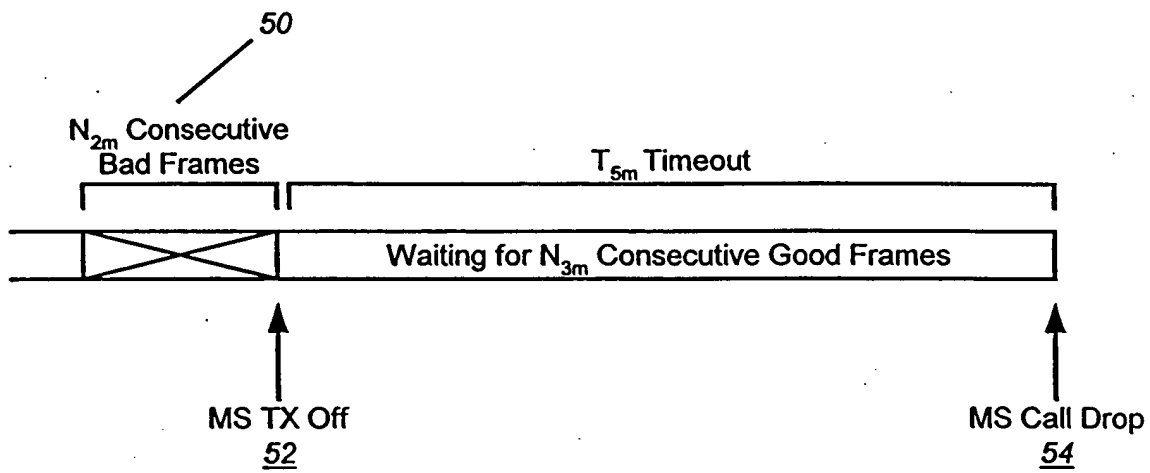 50
N2m Consecutive
Bad Frames
T5m Timeout
Waiting for N3m Consecutive Good Frames
MS TX Off
52
MS Call Drop
54